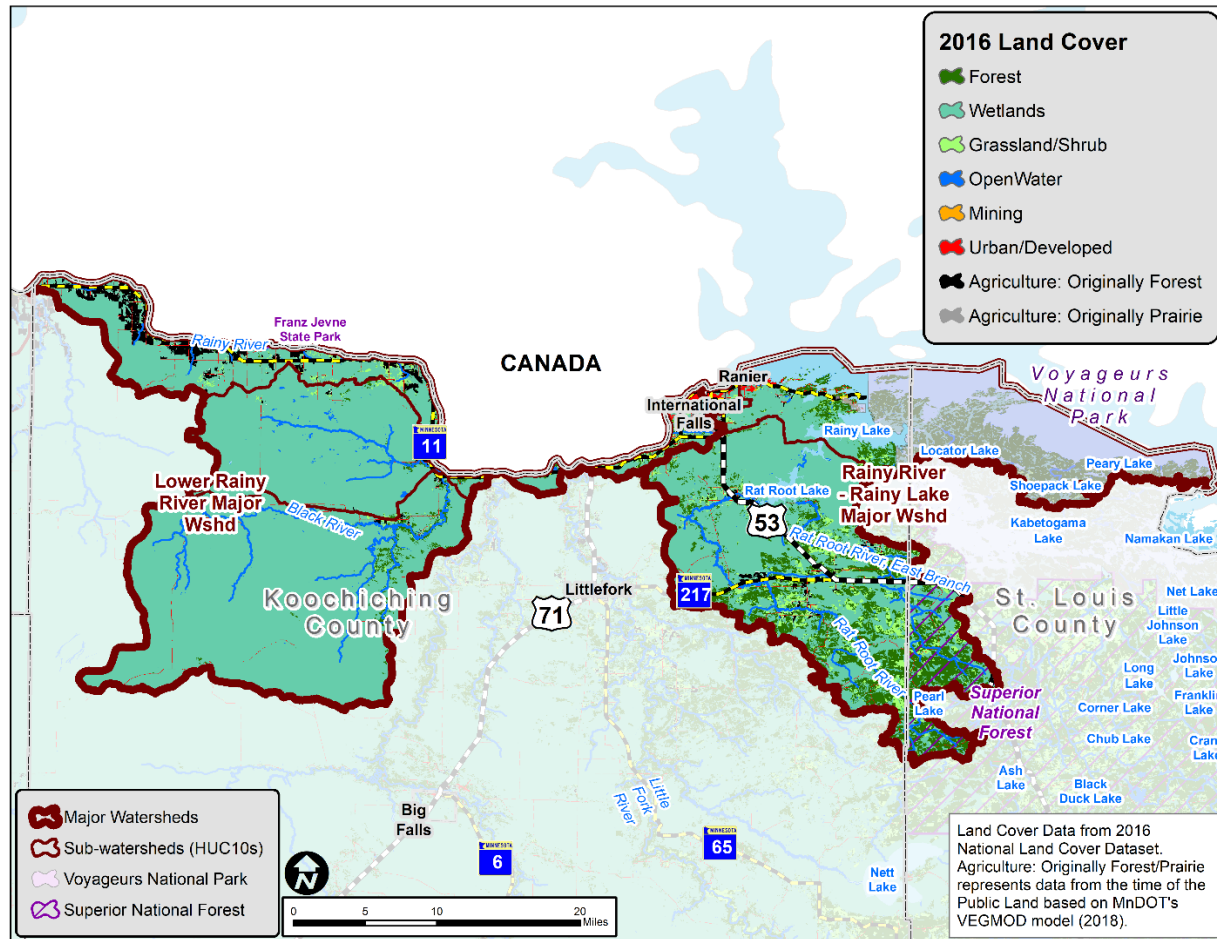 2016 Land Cover
Forest
Wetlands
Grassland/Shrub
OpenWater
Mining
Urban/Developed
Agriculture: Originally Forest
Agriculture: Originally Prairie
Franz Jevne
State Park
Rainy River
CANADA
Ranier
International
Falls
Voyageurs
National
Park
Rainy Lake
Locator Lake
Peary Lake
Shoepack Lake
Kabetogama
Lake
Namakan Lake
MINNESOTA
11
Lower Rainy
River Major
Wshd
Black River
Rainy River
- Rainy Lake
Major Wshd
Rat Root Lake
53
Rat Root River, East Branch
Koochiching
County
Littlefork
71
MINNESOTA
217
Rat Root River
St. Louis
County
Net Lake
Little
Johnson
Lake
Johnson
Lake
Long
Lake
Franklin
Lake
Corner Lake
Chub Lake
Cran
Lake
Pearl
Lake
Superior
National
Forest
Ash
Lake
Black
Duck Lake
Big
Falls
Little
Fork
River
MINNESOTA
6
MINNESOTA
65
Nett
Lake
Major Watersheds
Sub-watersheds (HUC10s)
Voyageurs National Park
Superior National Forest
N
0 5 10 20
Miles
Land Cover Data from 2016
National Land Cover Dataset.
Agriculture: Originally Forest/Prairie
represents data from the time of the
Public Land based on MnDOT's
VEGMOD model (2018).